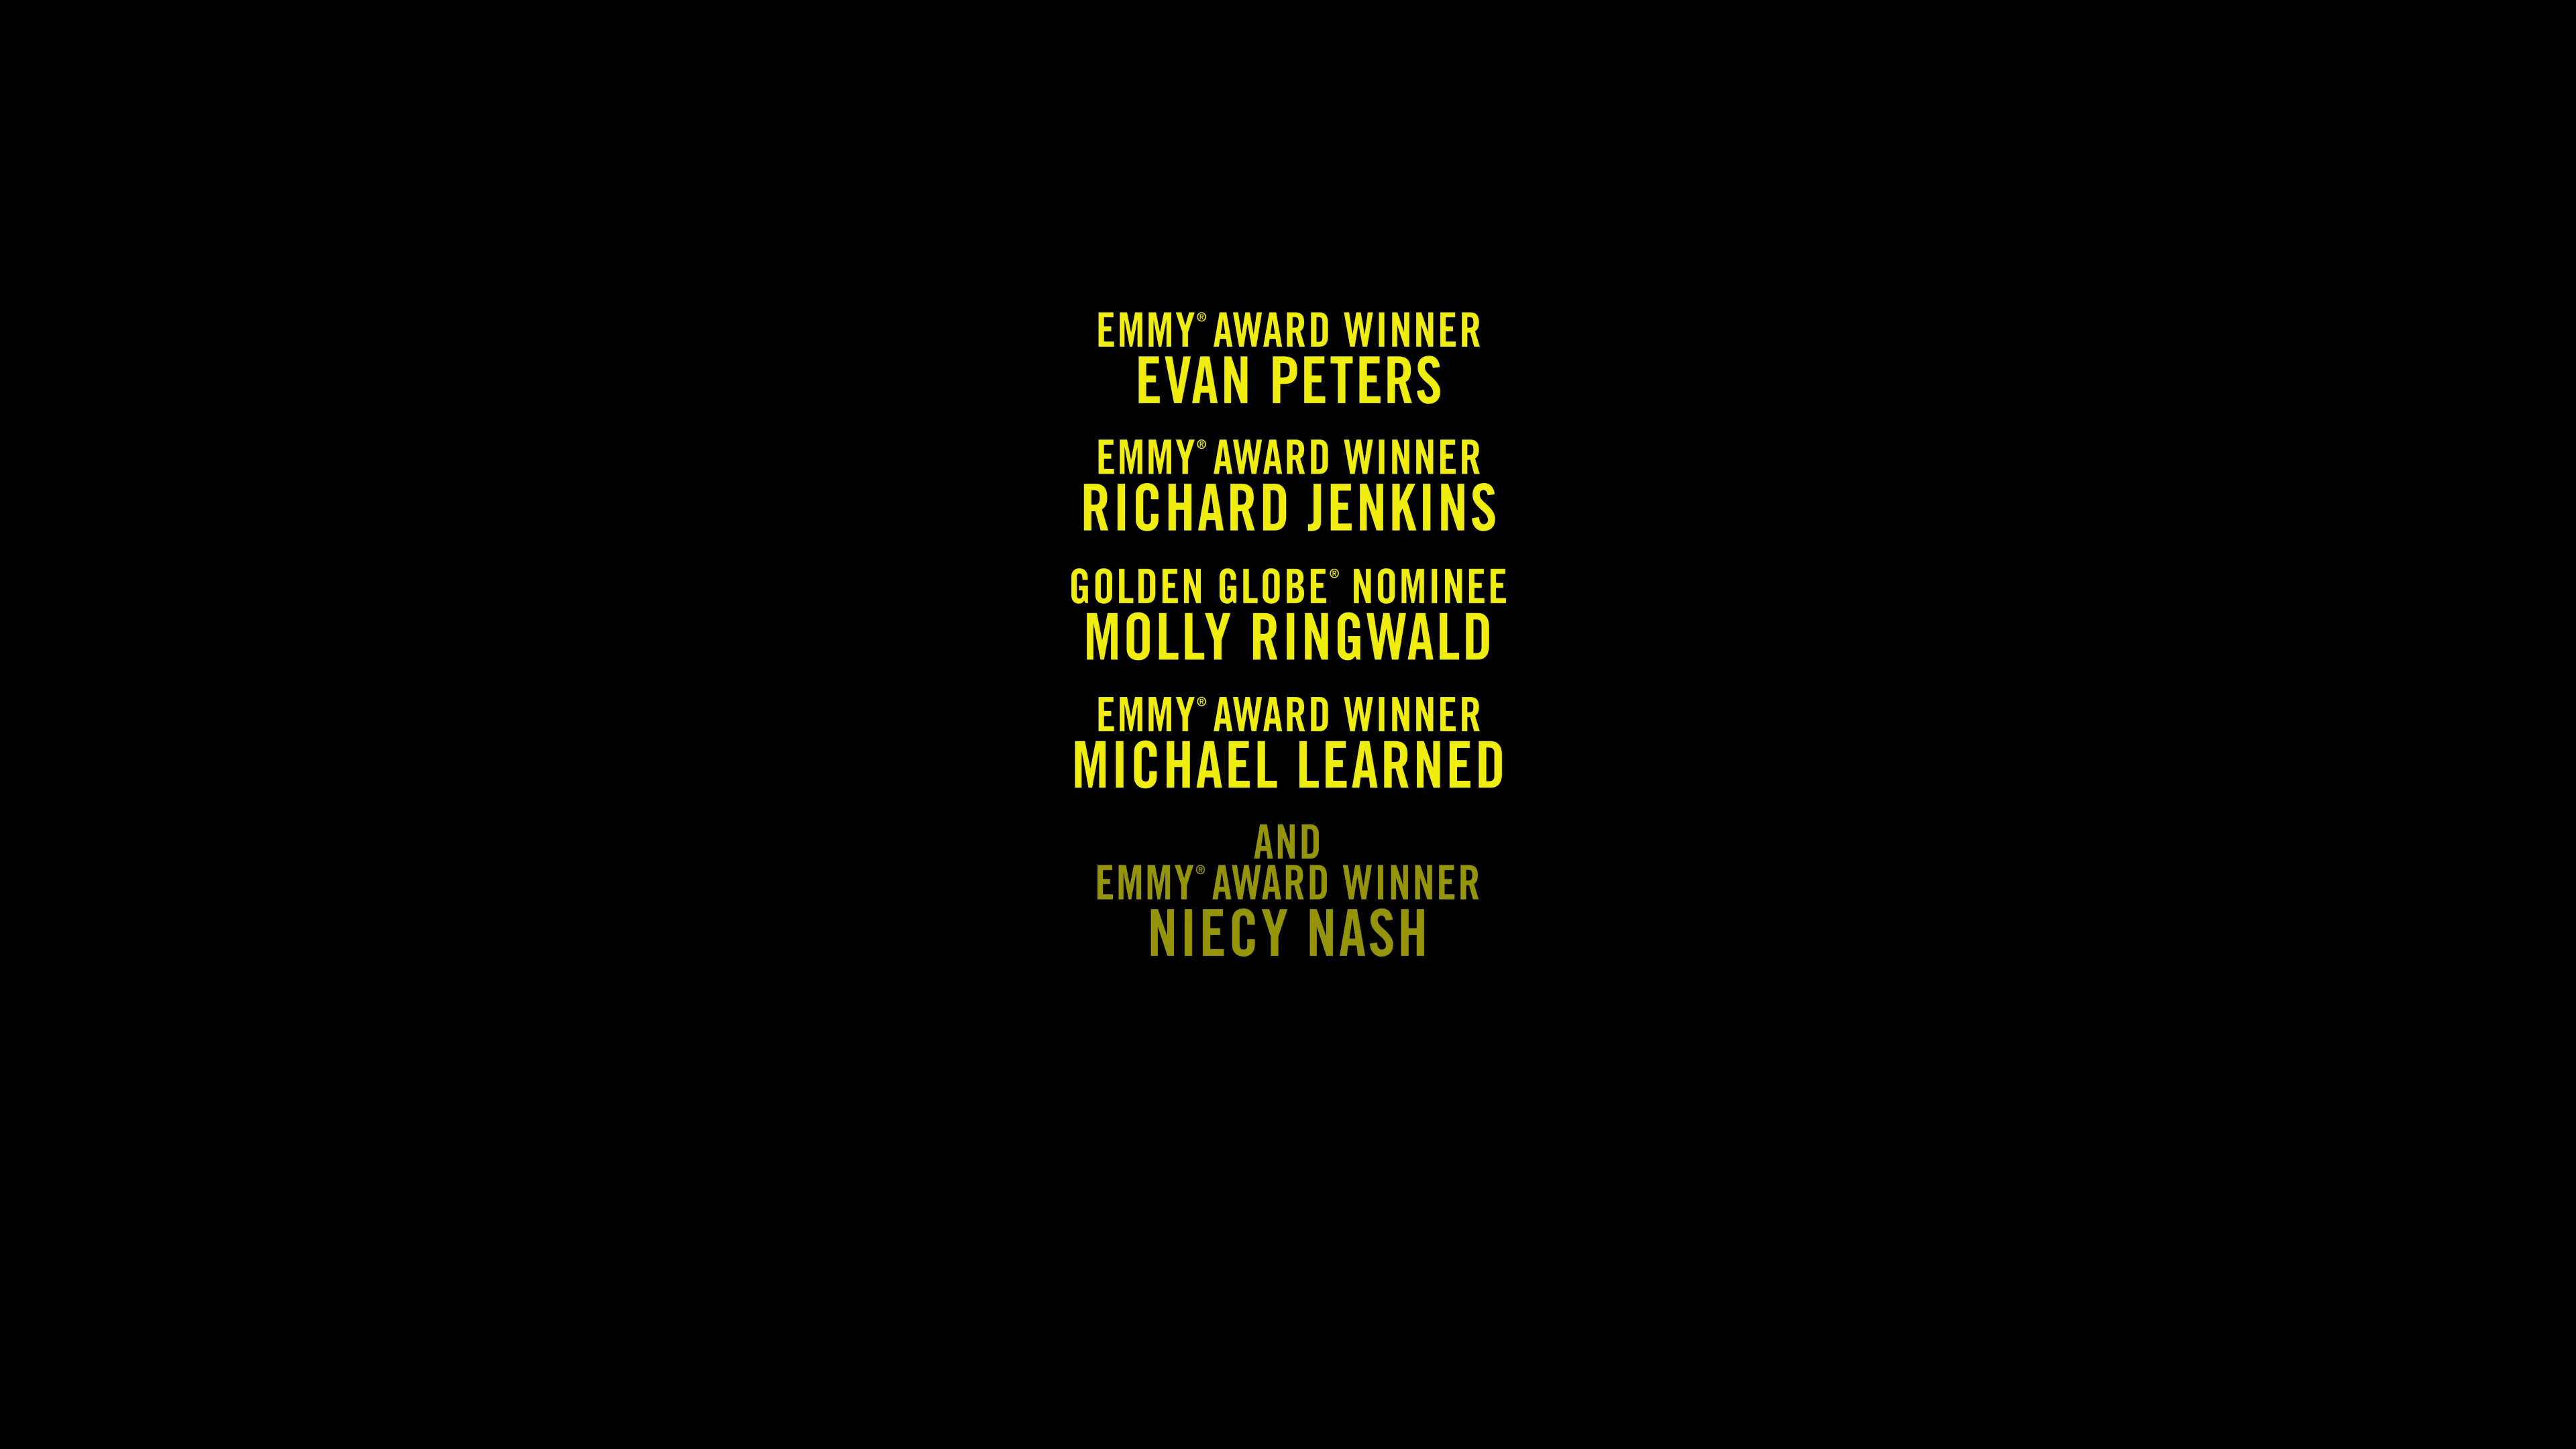 EMMY® AWARD WINNER
EVAN PETERS
EMMY® AWARD WINNER
RICHARD JENKINS
GOLDEN GLOBE® NOMINEE
MOLLY RINGWALD
EMMY® AWARD WINNER
MICHAEL LEARNED
AND
EMMY® AWARD WINNER
NIECY NASH